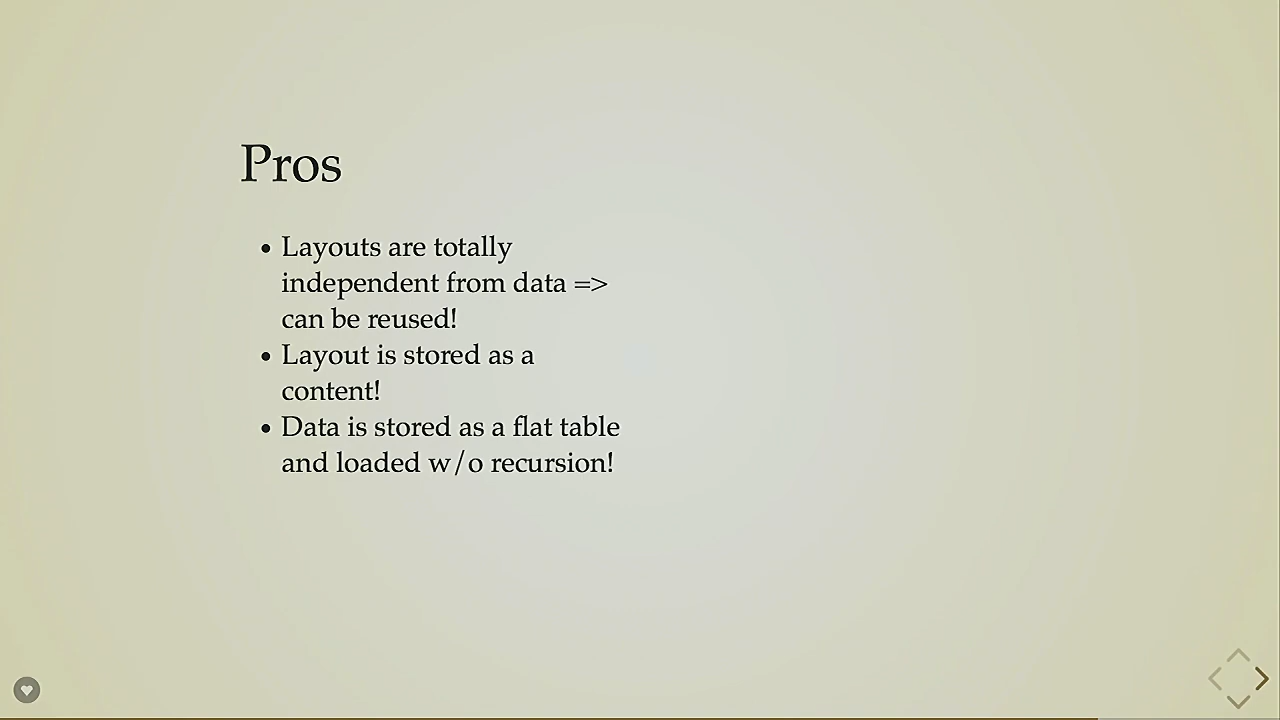 Pros
• Layouts are totally
independent from data =>
can be reused!
• Layout is stored as a
content!
• Data is stored as a flat table
and loaded w/o recursion!